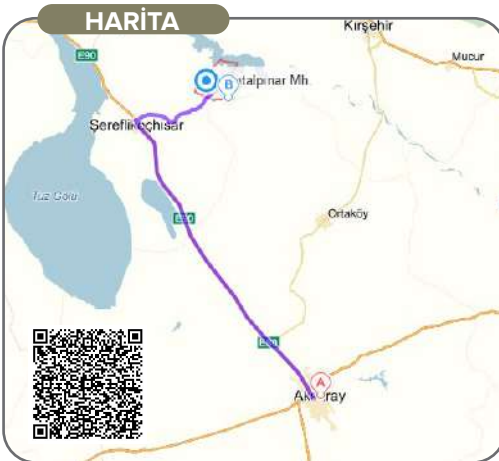 HARİTA
Kırşehir
E90
Mucur
B
Şereflikoçhisar
Tuz Gölü
Ortaköy
E90
E90
A
Aksaray